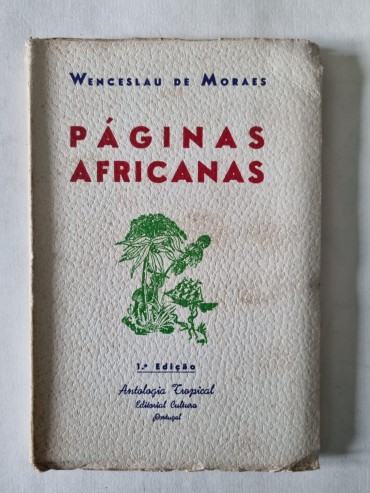 Wenceslau de Moraes
PÁGINAS
AFRICANAS
1.ª Edição
Antologia Tropical
Editorial Cultura
Portugal